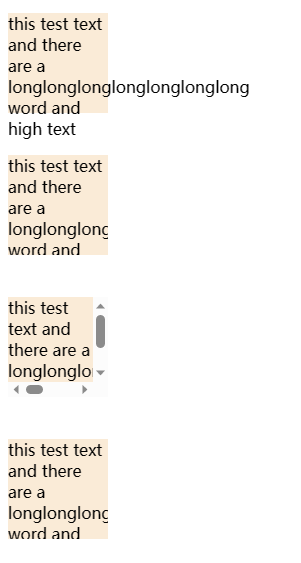 this test text
and there
are a
longlonglonglonglonglonglong
word and
high text
this test text
and there
are a
longlonglong
word and
this test
text and
there are a
longlonglo
this test text
and there
are a
longlonglong
word and